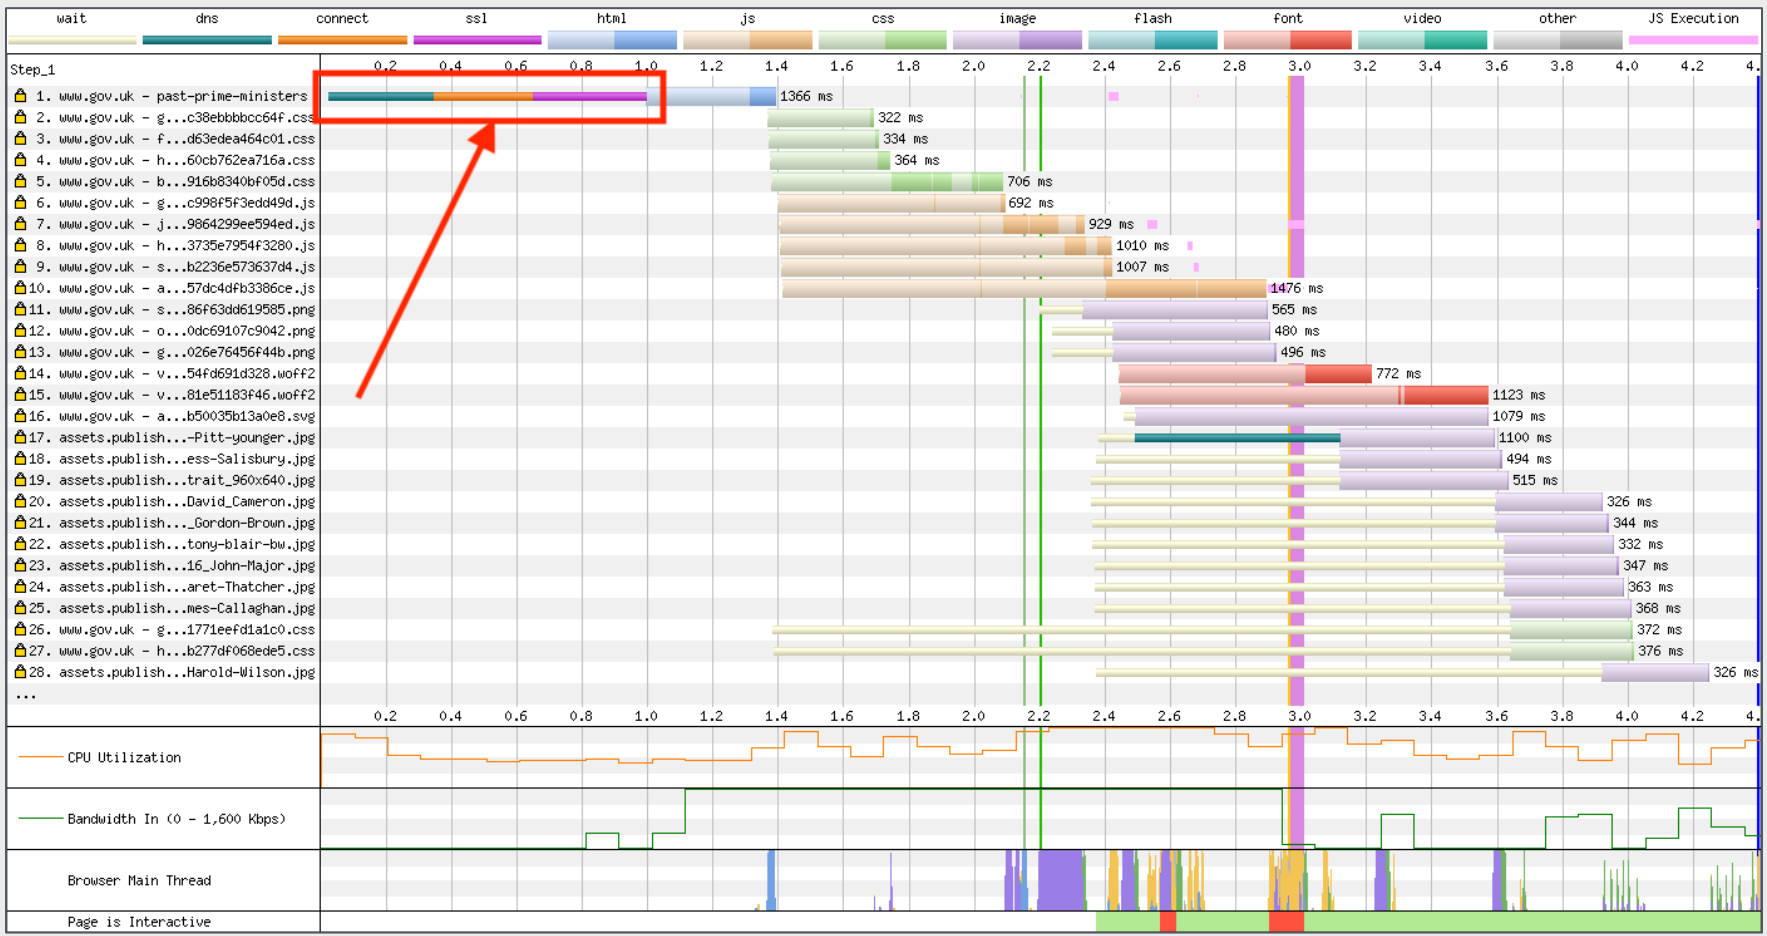 wait dns connect ssl html js css image flash font video other JS Execution
Step_1 0.2 0.4 0.6 0.8 1.0 1.2 1.4 1.6 1.8 2.0 2.2 2.4 2.6 2.8 3.0 3.2 3.4 3.6 3.8 4.0 4.2 4.
1. www.gov.uk - past-prime-ministers 1366 ms
2. www.gov.uk - g...c38ebbbbcc64f.css 322 ms
3. www.gov.uk - f...d63edea464c01.css 334 ms
4. www.gov.uk - h...60cb762ea716a.css 364 ms
5. www.gov.uk - b...916b8340bf05d.css 706 ms
6. www.gov.uk - g...c998f5f3edd49d.js 692 ms
7. www.gov.uk - j...9864299ee594ed.js 929 ms
8. www.gov.uk - h...3735e7954f3280.js 1010 ms
9. www.gov.uk - s...b2236e573637d4.js 1007 ms
10. www.gov.uk - a...57dc4dfb3386ce.js 1476 ms
11. www.gov.uk - s...86f63dd619585.png 565 ms
12. www.gov.uk - o...0dc69107c9042.png 480 ms
13. www.gov.uk - g...026e76456f44b.png 496 ms
14. www.gov.uk - v...54fd691d328.woff2 772 ms
15. www.gov.uk - v...81e51183f46.woff2 1123 ms
16. www.gov.uk - a...b50035b13a0e8.svg 1079 ms
17. assets.publish...-Pitt-younger.jpg 1100 ms
18. assets.publish...ess-Salisbury.jpg 494 ms
19. assets.publish...trait_960x640.jpg 515 ms
20. assets.publish...David_Cameron.jpg 326 ms
21. assets.publish..._Gordon-Brown.jpg 344 ms
22. assets.publish...tony-blair-bw.jpg 332 ms
23. assets.publish...16_John-Major.jpg 347 ms
24. assets.publish...aret-Thatcher.jpg 363 ms
25. assets.publish...mes-Callaghan.jpg 368 ms
26. www.gov.uk - g...1771eefd1a1c0.css 372 ms
27. www.gov.uk - h...b277df068ede5.css 376 ms
28. assets.publish...Harold-Wilson.jpg 326 ms
...
0.2 0.4 0.6 0.8 1.0 1.2 1.4 1.6 1.8 2.0 2.2 2.4 2.6 2.8 3.0 3.2 3.4 3.6 3.8 4.0 4.2 4.
CPU Utilization
Bandwidth In (0 - 1,600 Kbps)
Browser Main Thread
Page is Interactive